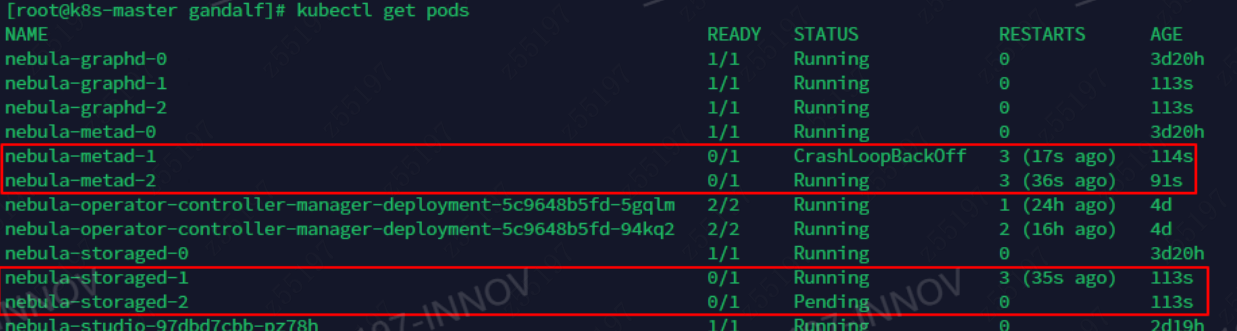 [root@k8s-master gandalf]# kubectl get pods
NAME READY STATUS RESTARTS AGE
nebula-graphd-0 1/1 Running 0 3d20h
nebula-graphd-1 1/1 Running 0 113s
nebula-graphd-2 1/1 Running 0 113s
nebula-metad-0 1/1 Running 0 3d20h
nebula-metad-1 0/1 CrashLoopBackOff 3 (17s ago) 114s
nebula-metad-2 0/1 Running 3 (36s ago) 91s
nebula-operator-controller-manager-deployment-5c9648b5fd-5gqlm 2/2 Running 1 (24h ago) 4d
nebula-operator-controller-manager-deployment-5c9648b5fd-94kq2 2/2 Running 2 (16h ago) 4d
nebula-storaged-0 1/1 Running 0 3d20h
nebula-storaged-1 0/1 Running 3 (35s ago) 113s
nebula-storaged-2 0/1 Pending 0 113s
nebula-studio-97dbd7cbb-pz78h 1/1 Running 0 2d19h